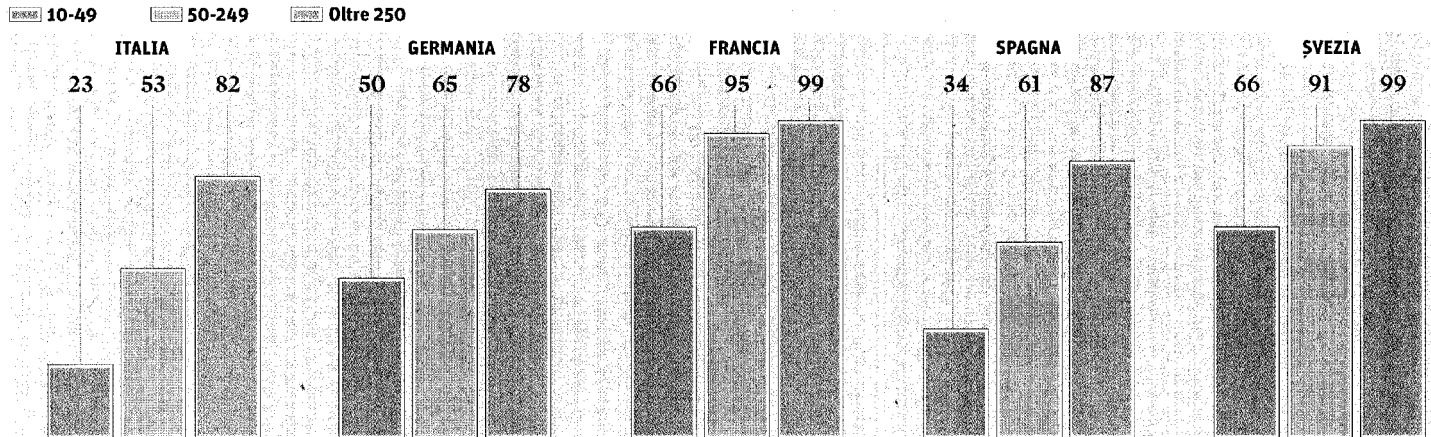 10-49 50-249 Oltre 250
ITALIA GERMANIA FRANCIA SPAGNA SVEZIA
23 53 82 50 65 78 66 95 99 34 61 87 66 91 99